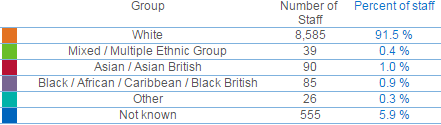 Group Number of Staff Percent of staff
White 8,585 91.5 %
Mixed / Multiple Ethnic Group 39 0.4 %
Asian / Asian British 90 1.0 %
Black / African / Caribbean / Black British 85 0.9 %
Other 26 0.3 %
Not known 555 5.9 %